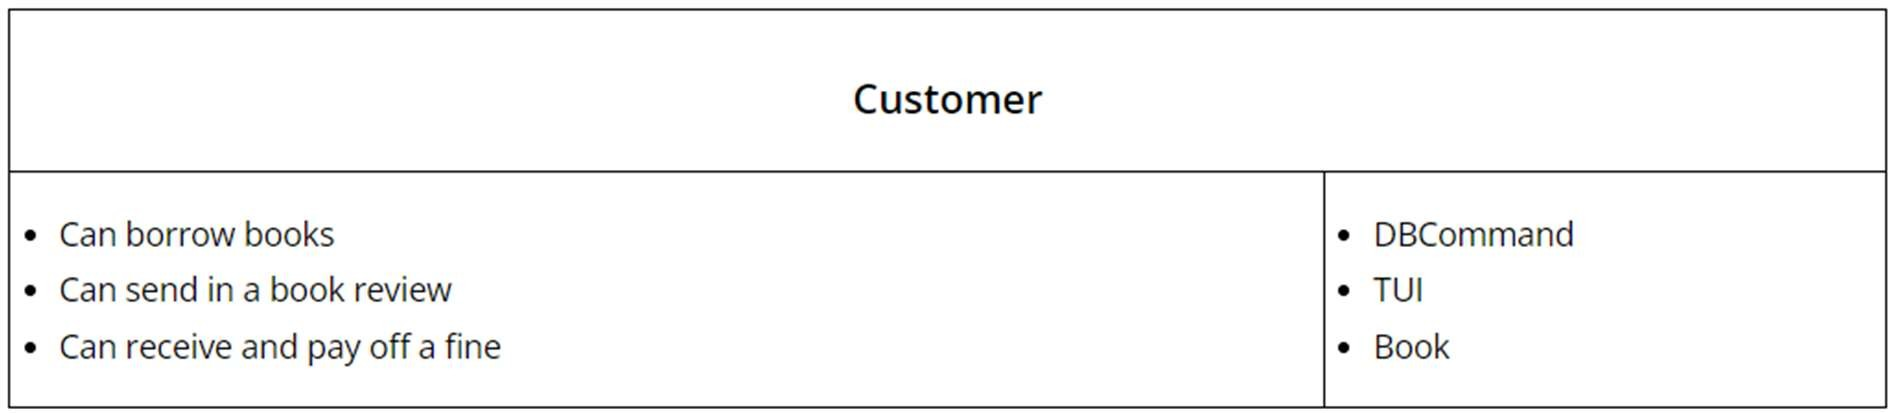 Customer
• Can borrow books
• Can send in a book review
• Can receive and pay off a fine
• DBCommand
• TUI
• Book